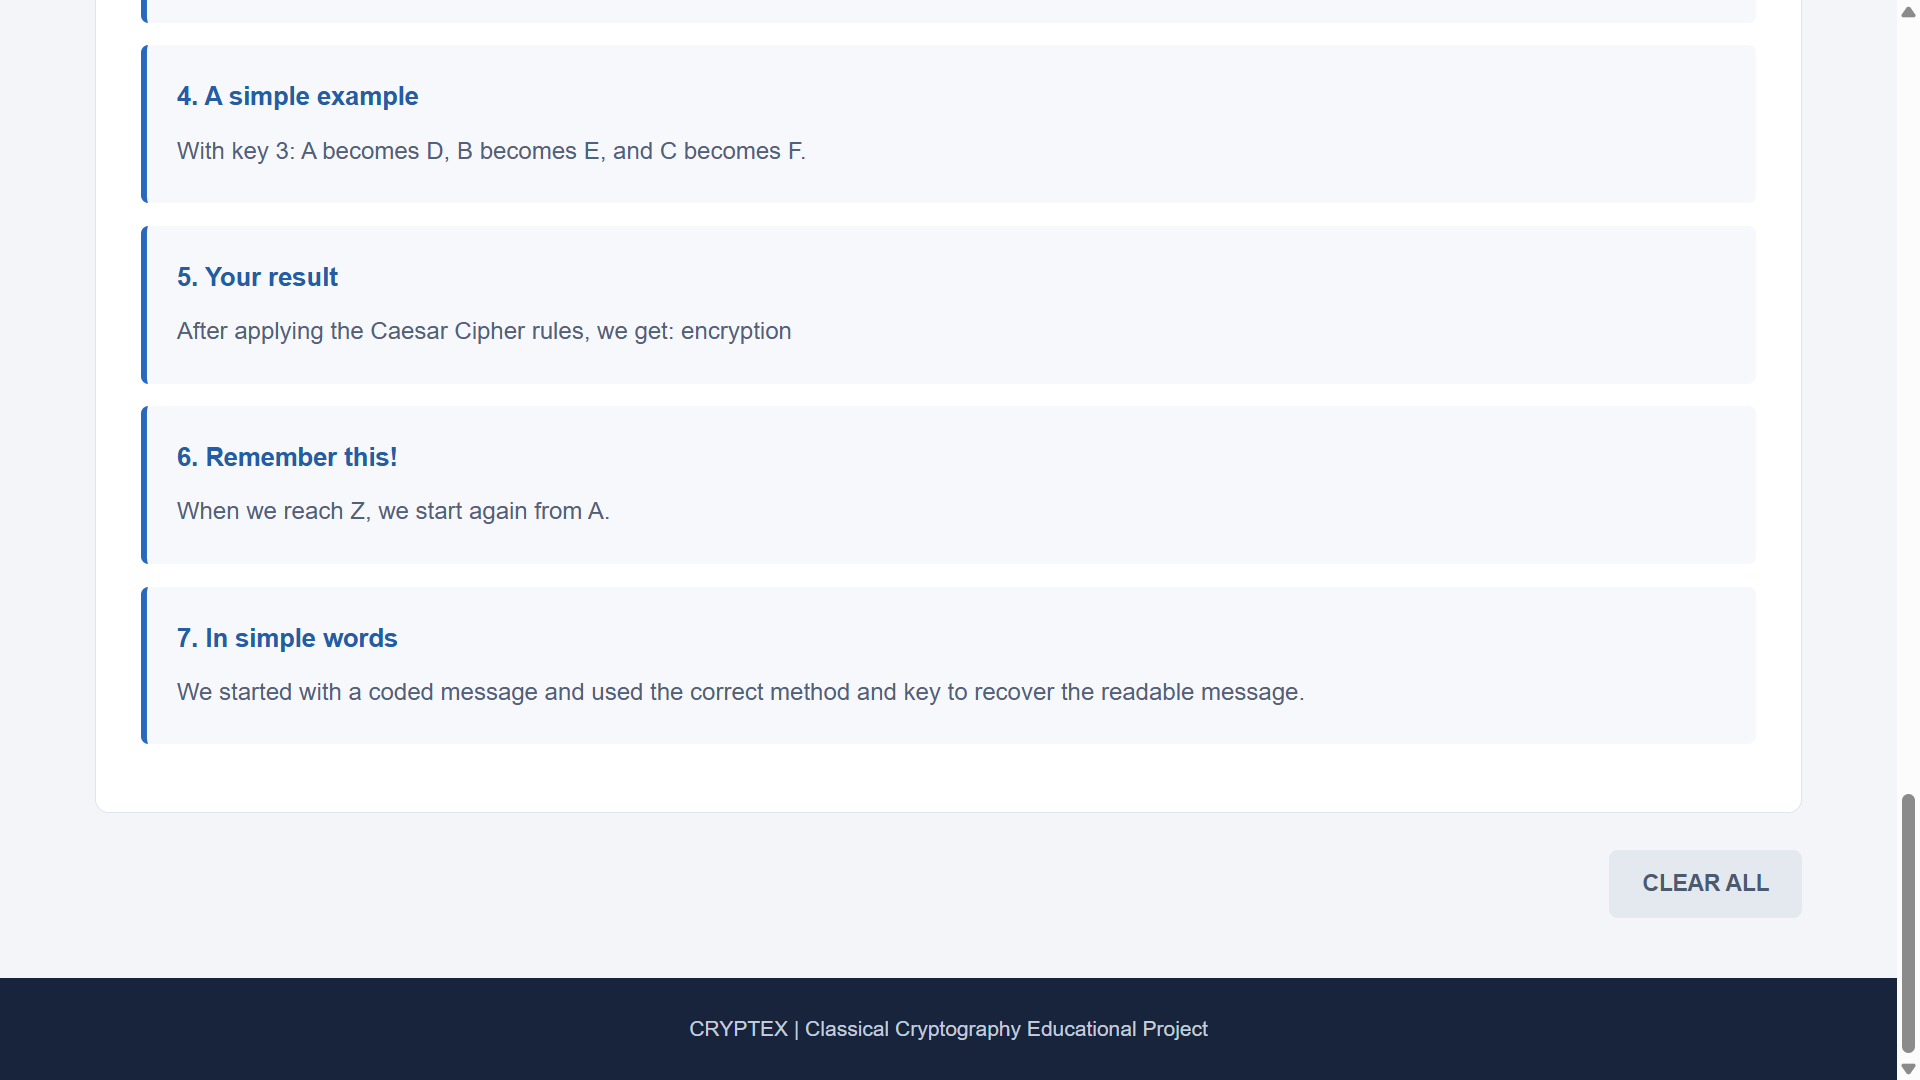 4. A simple example
With key 3: A becomes D, B becomes E, and C becomes F.
5. Your result
After applying the Caesar Cipher rules, we get: encryption
6. Remember this!
When we reach Z, we start again from A.
7. In simple words
We started with a coded message and used the correct method and key to recover the readable message.
CLEAR ALL
CRYPTEX | Classical Cryptography Educational Project